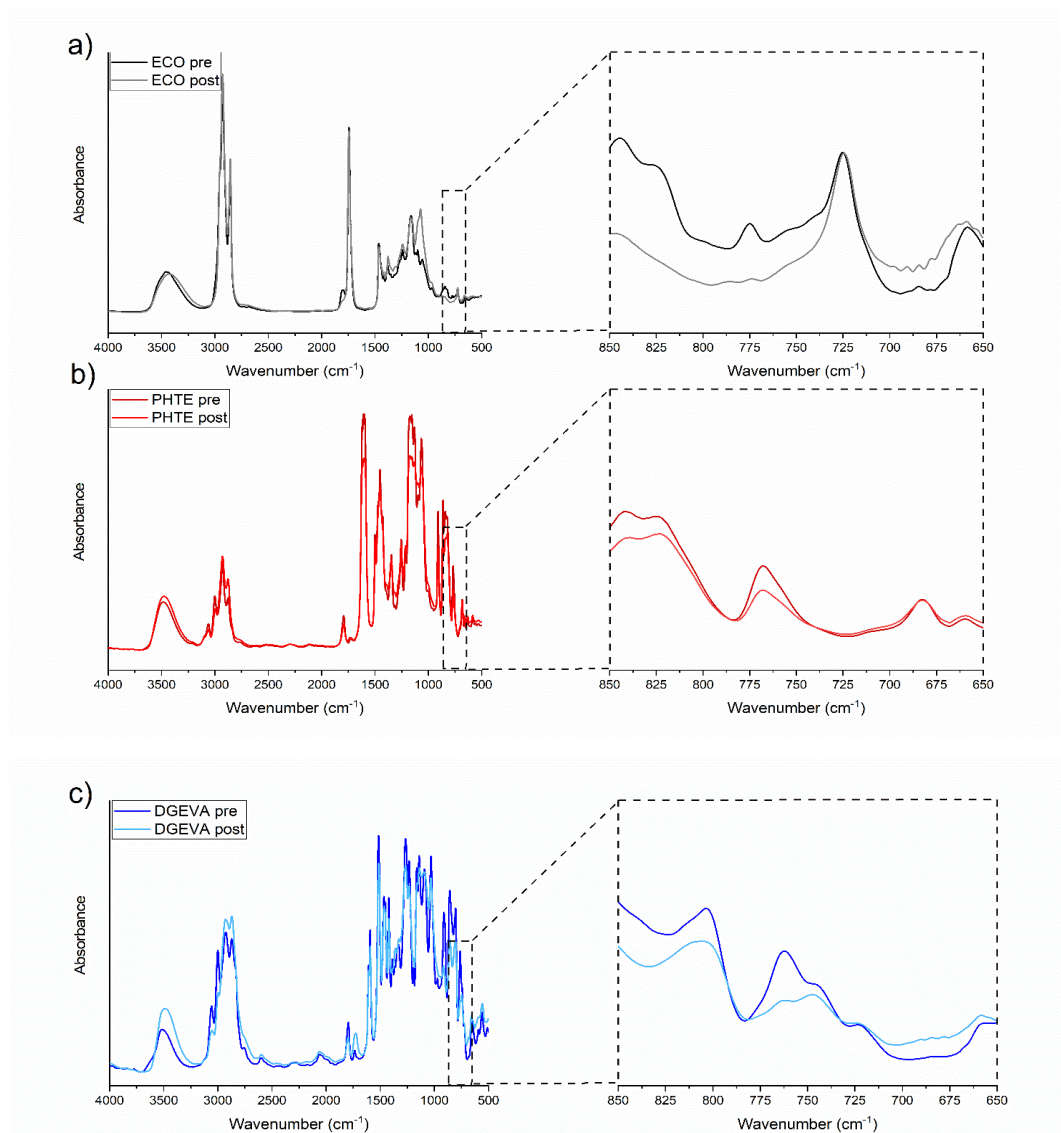 a)
ECO pre
ECO post
Absorbance
4000 3500 3000 2500 2000 1500 1000 500
Wavenumber (cm⁻¹)
850 825 800 775 750 725 700 675 650
Wavenumber (cm⁻¹)
b)
PHTE pre
PHTE post
Absorbance
4000 3500 3000 2500 2000 1500 1000 500
Wavenumber (cm⁻¹)
850 825 800 775 750 725 700 675 650
Wavenumber (cm⁻¹)
c)
DGEVA pre
DGEVA post
Absorbance
4000 3500 3000 2500 2000 1500 1000 500
Wavenumber (cm⁻¹)
850 825 800 775 750 725 700 675 650
Wavenumber (cm⁻¹)